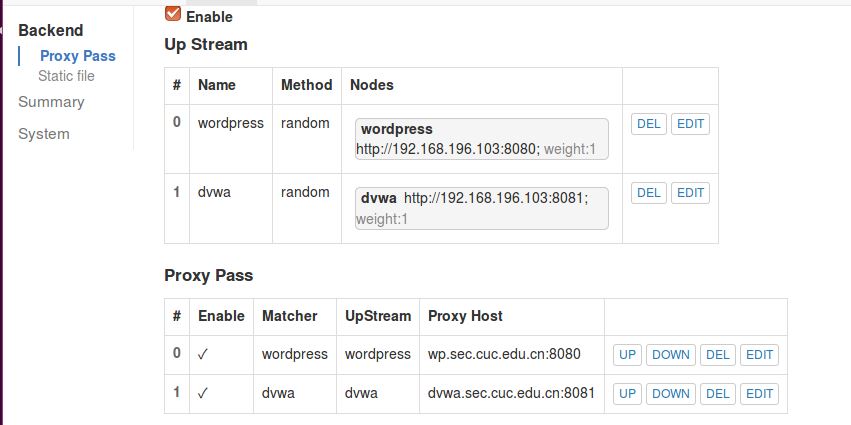 Enable
Backend
Proxy Pass
Static file
Summary
System
Up Stream
# Name Method Nodes
0 wordpress random wordpress
http://192.168.196.103:8080; weight:1 DEL EDIT
1 dvwa random dvwa http://192.168.196.103:8081;
weight:1 DEL EDIT
Proxy Pass
# Enable Matcher UpStream Proxy Host
0 ✓ wordpress wordpress wp.sec.cuc.edu.cn:8080 UP DOWN DEL EDIT
1 ✓ dvwa dvwa dvwa.sec.cuc.edu.cn:8081 UP DOWN DEL EDIT